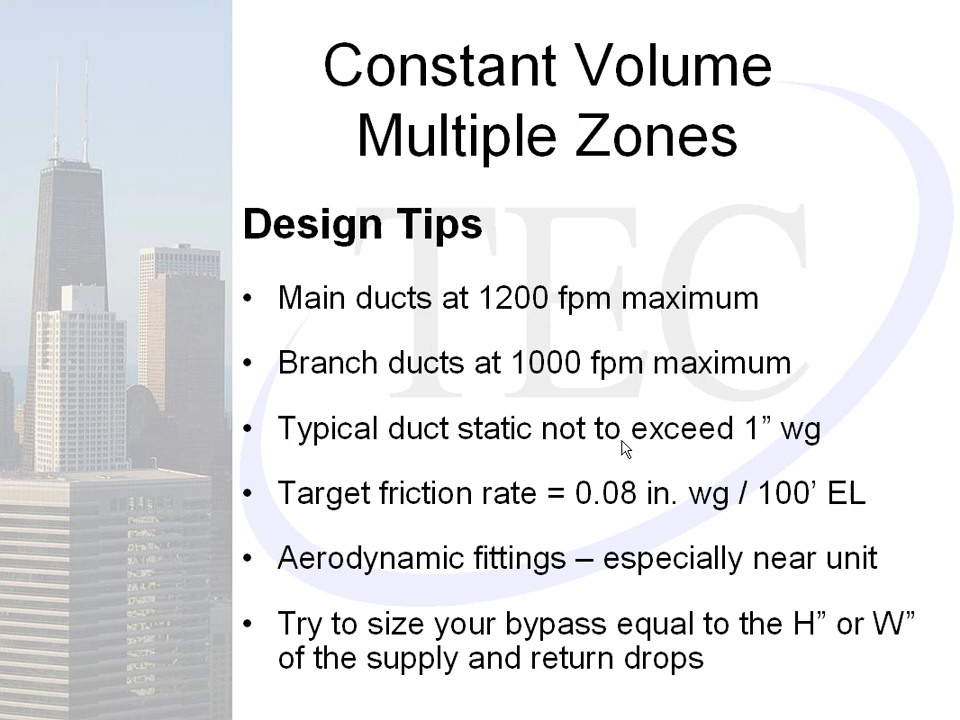 Constant Volume
Multiple Zones
TEC
Design Tips
• Main ducts at 1200 fpm maximum
• Branch ducts at 1000 fpm maximum
• Typical duct static not to exceed 1” wg
• Target friction rate = 0.08 in. wg / 100’ EL
• Aerodynamic fittings – especially near unit
• Try to size your bypass equal to the H” or W”
of the supply and return drops